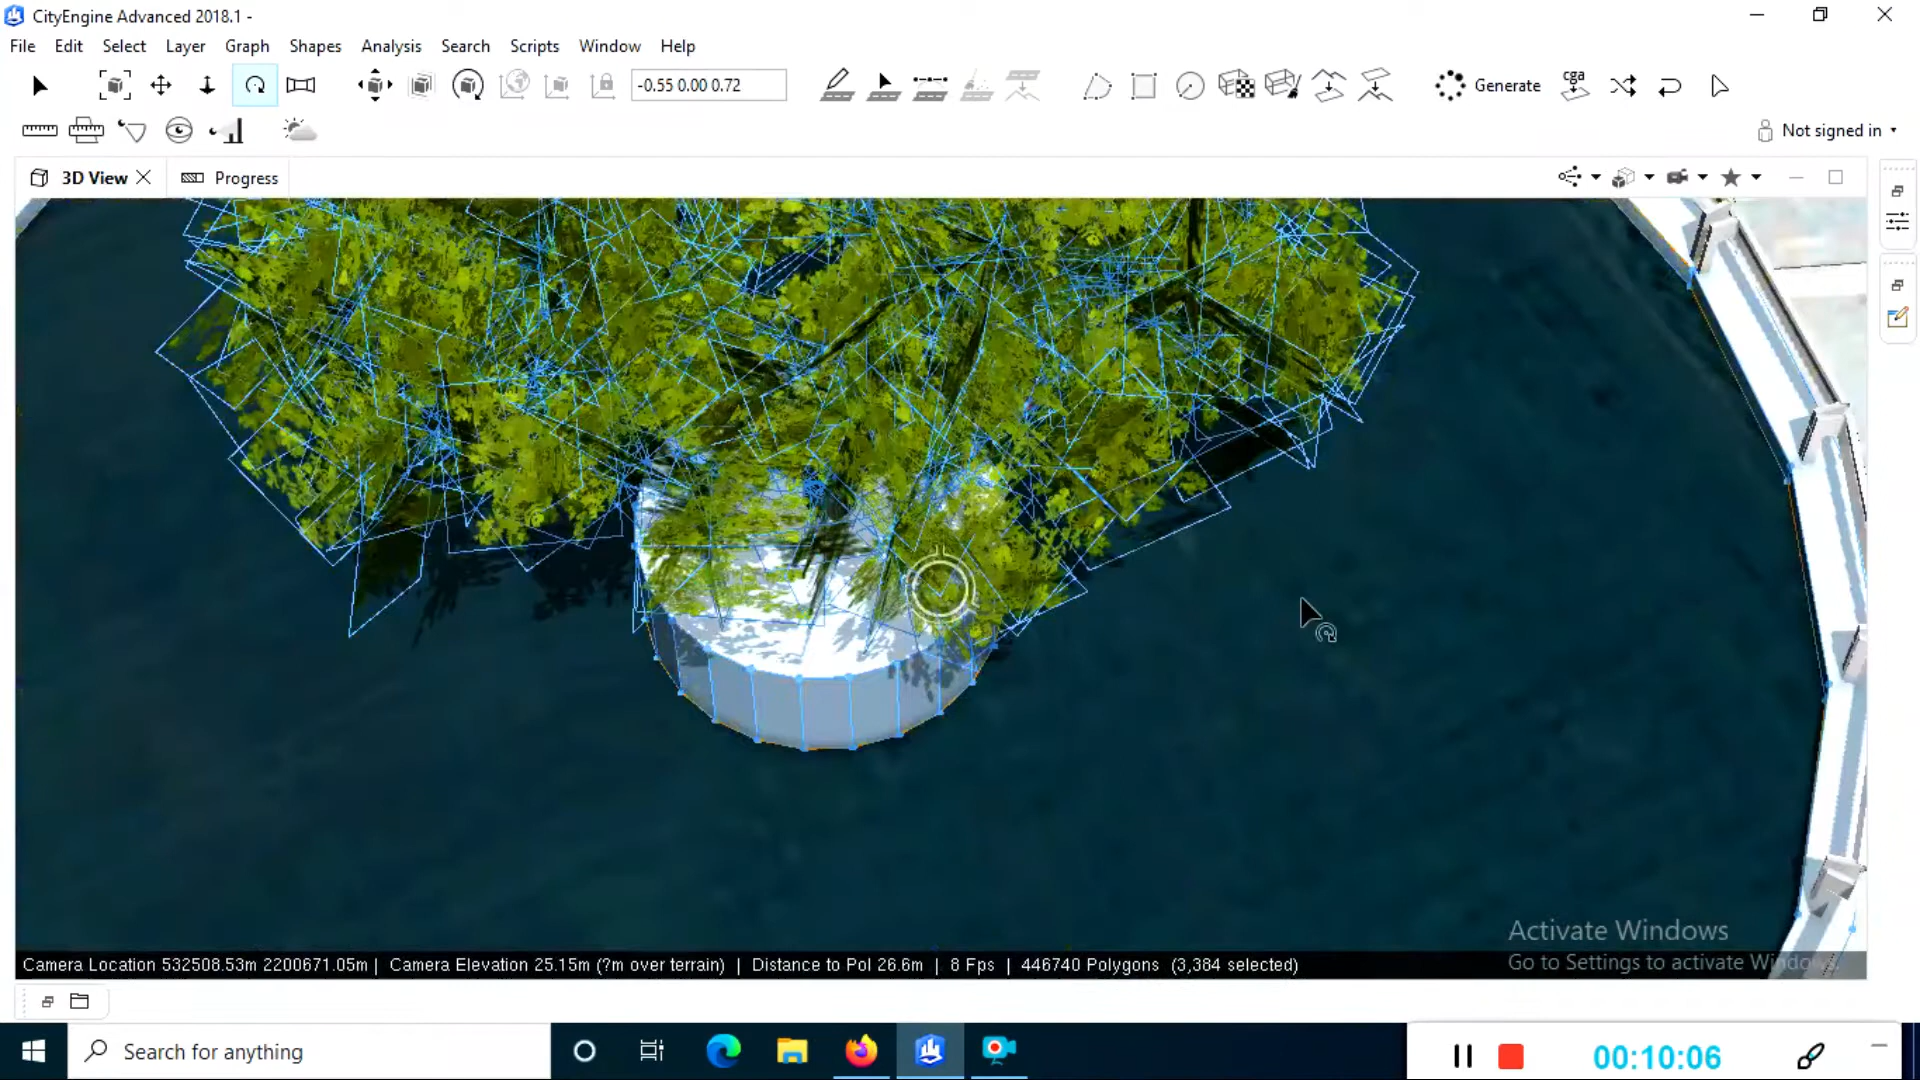 CityEngine Advanced 2018.1 -
File Edit Select Layer Graph Shapes Analysis Search Scripts Window Help
-0.55 0.00 0.72
Generate
cga
Not signed in
3D View
Progress
Activate Windows
Go to Settings to activate Windows.
Camera Location 532508.53m 2200671.05m | Camera Elevation 25.15m (?m over terrain) | Distance to PoI 26.6m | 8 Fps | 446740 Polygons (3,384 selected)
Search for anything
00:10:06